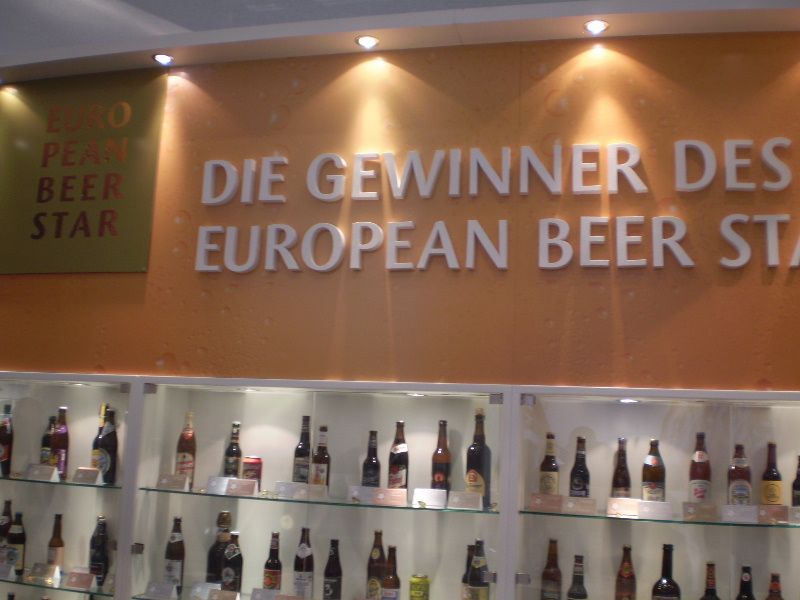 EURO
PEAN
BEER
STAR
DIE GEWINNER DES
EUROPEAN BEER STA